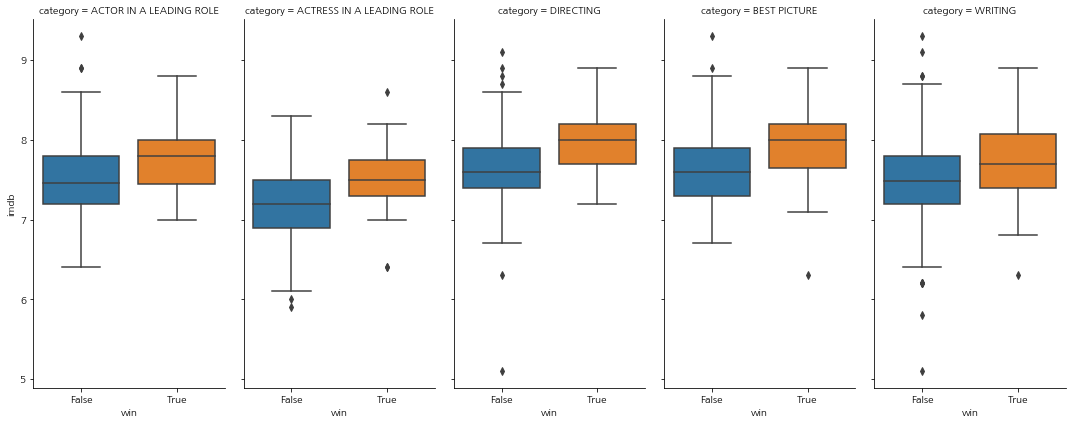 category = ACTOR IN A LEADING ROLE
category = ACTRESS IN A LEADING ROLE
category = DIRECTING
category = BEST PICTURE
category = WRITING
imdb
9
8
7
6
5
False True
False True
False True
False True
False True
win
win
win
win
win